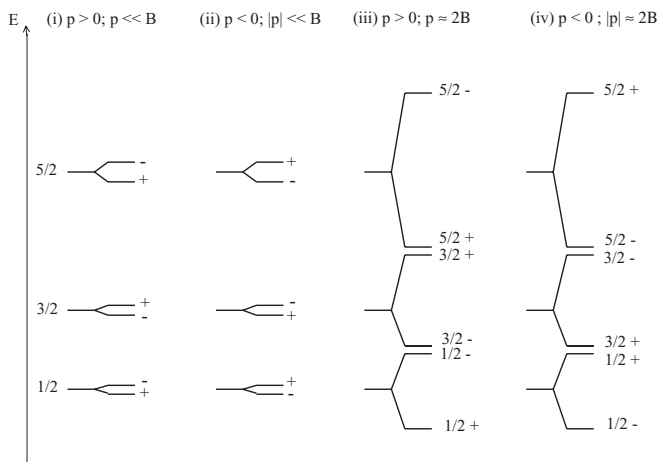 E (i) p > 0; p << B (ii) p < 0; |p| << B (iii) p > 0; p ≈ 2B (iv) p < 0 ; |p| ≈ 2B
5/2 - 5/2 +
- +
5/2
+ -
5/2 + 5/2 -
3/2 + 3/2 -
+ -
3/2
- +
3/2 - 3/2 +
1/2 - 1/2 +
- +
1/2
+ -
1/2 + 1/2 -